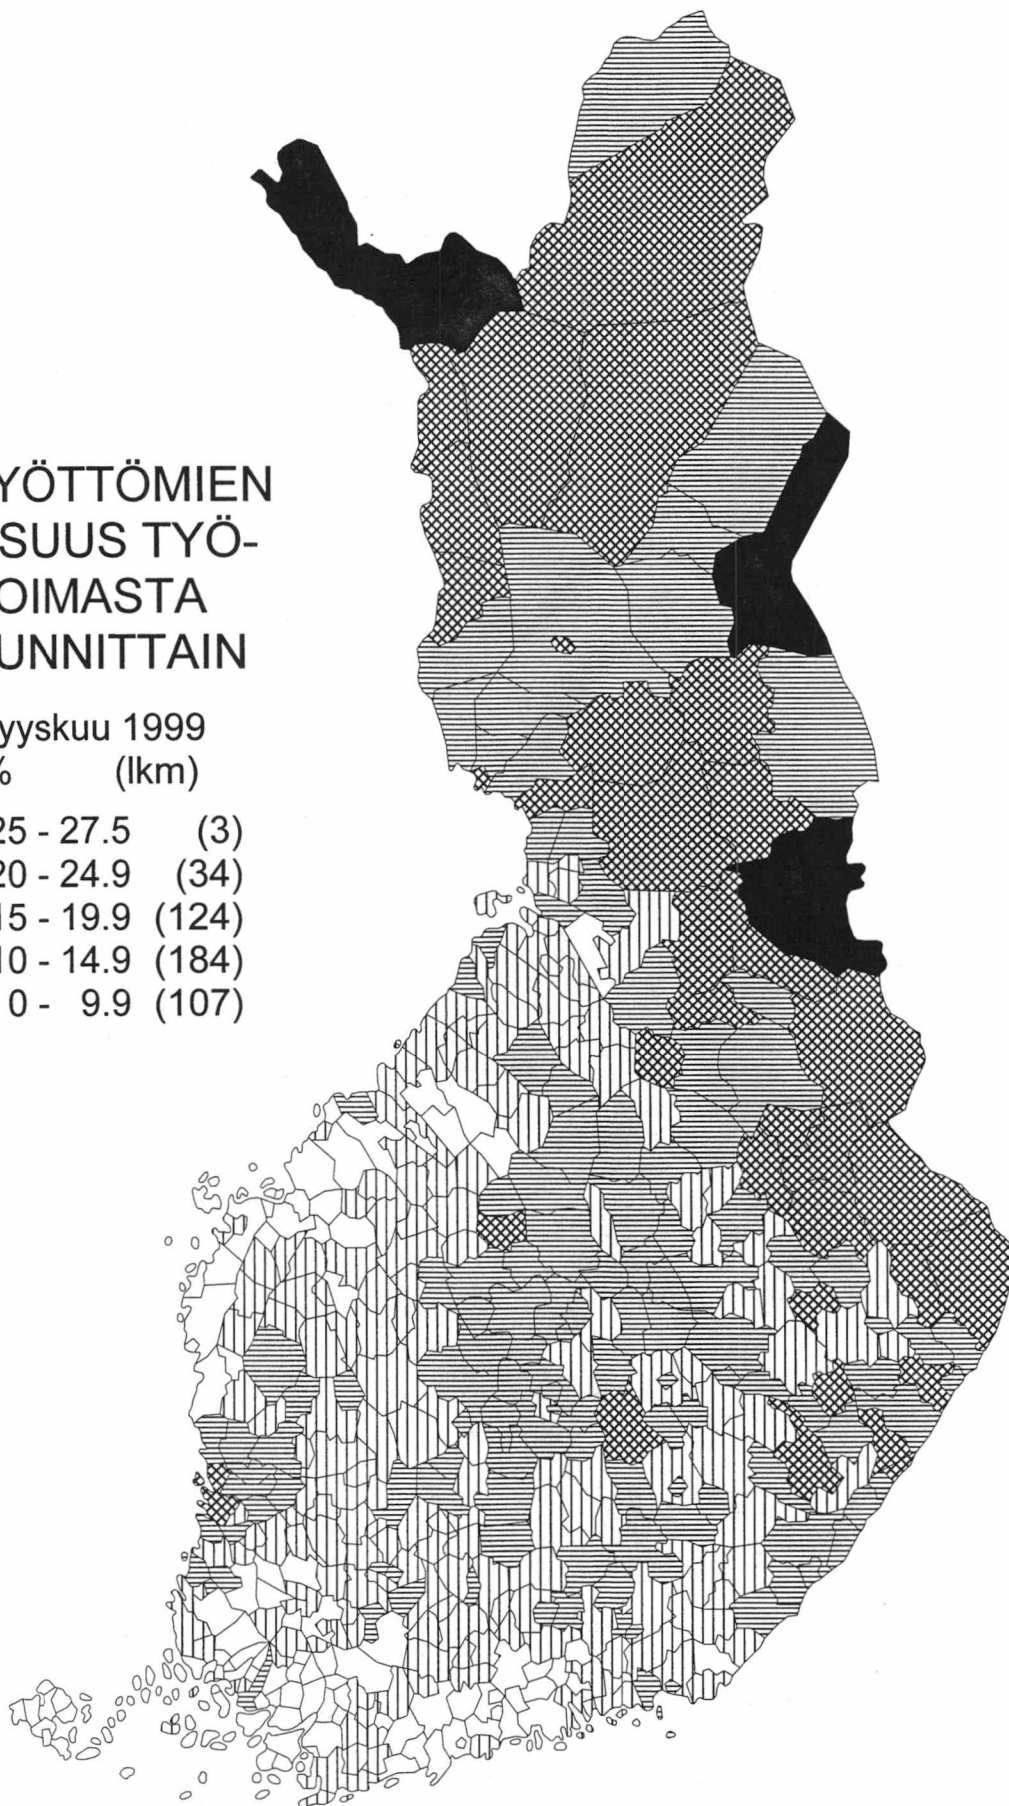 YÖTTÖMIEN
SUUS TYÖ-
OIMASTA
UNNITTAIN
yyskuu 1999
% (lkm)
25 - 27.5 (3)
20 - 24.9 (34)
15 - 19.9 (124)
10 - 14.9 (184)
0 - 9.9 (107)